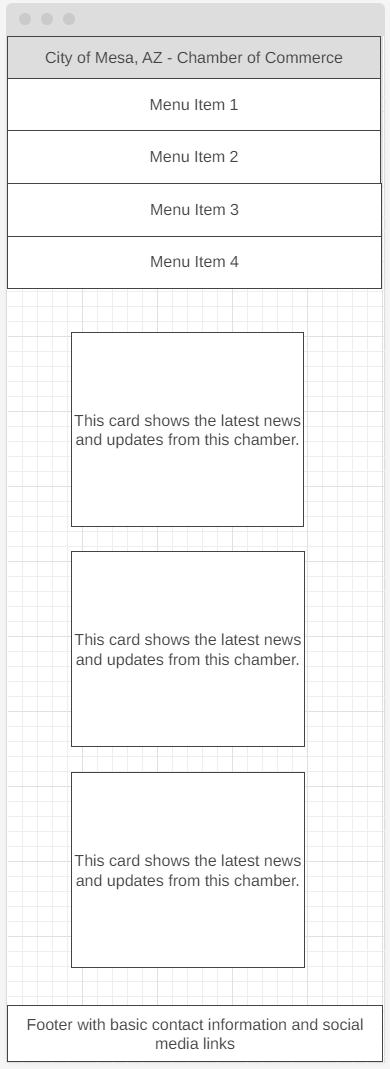 City of Mesa, AZ - Chamber of Commerce
Menu Item 1
Menu Item 2
Menu Item 3
Menu Item 4
This card shows the latest news
and updates from this chamber.
This card shows the latest news
and updates from this chamber.
This card shows the latest news
and updates from this chamber.
Footer with basic contact information and social
media links